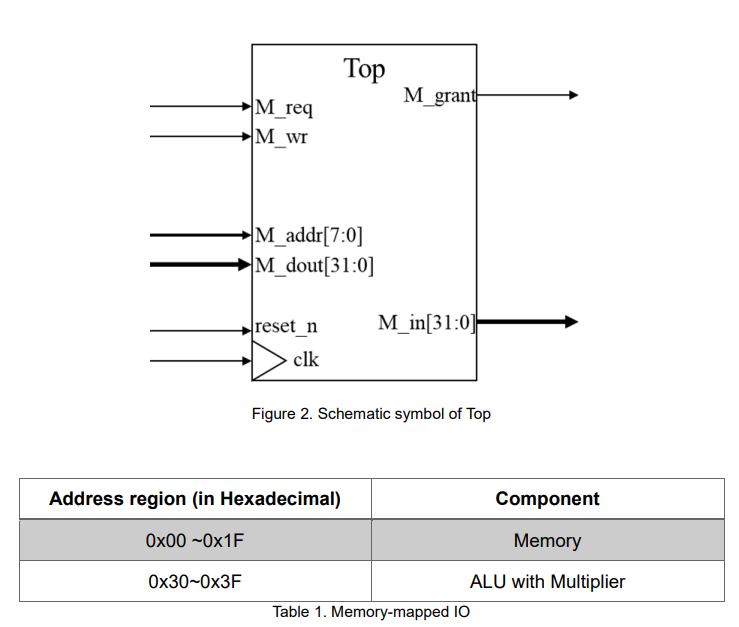 Top
M_grant
M_req
M_wr
M_addr[7:0]
M_dout[31:0]
reset_n
M_in[31:0]
clk
Figure 2. Schematic symbol of Top
Address region (in Hexadecimal) Component
0x00 ~0x1F Memory
0x30~0x3F ALU with Multiplier
Table 1. Memory-mapped IO